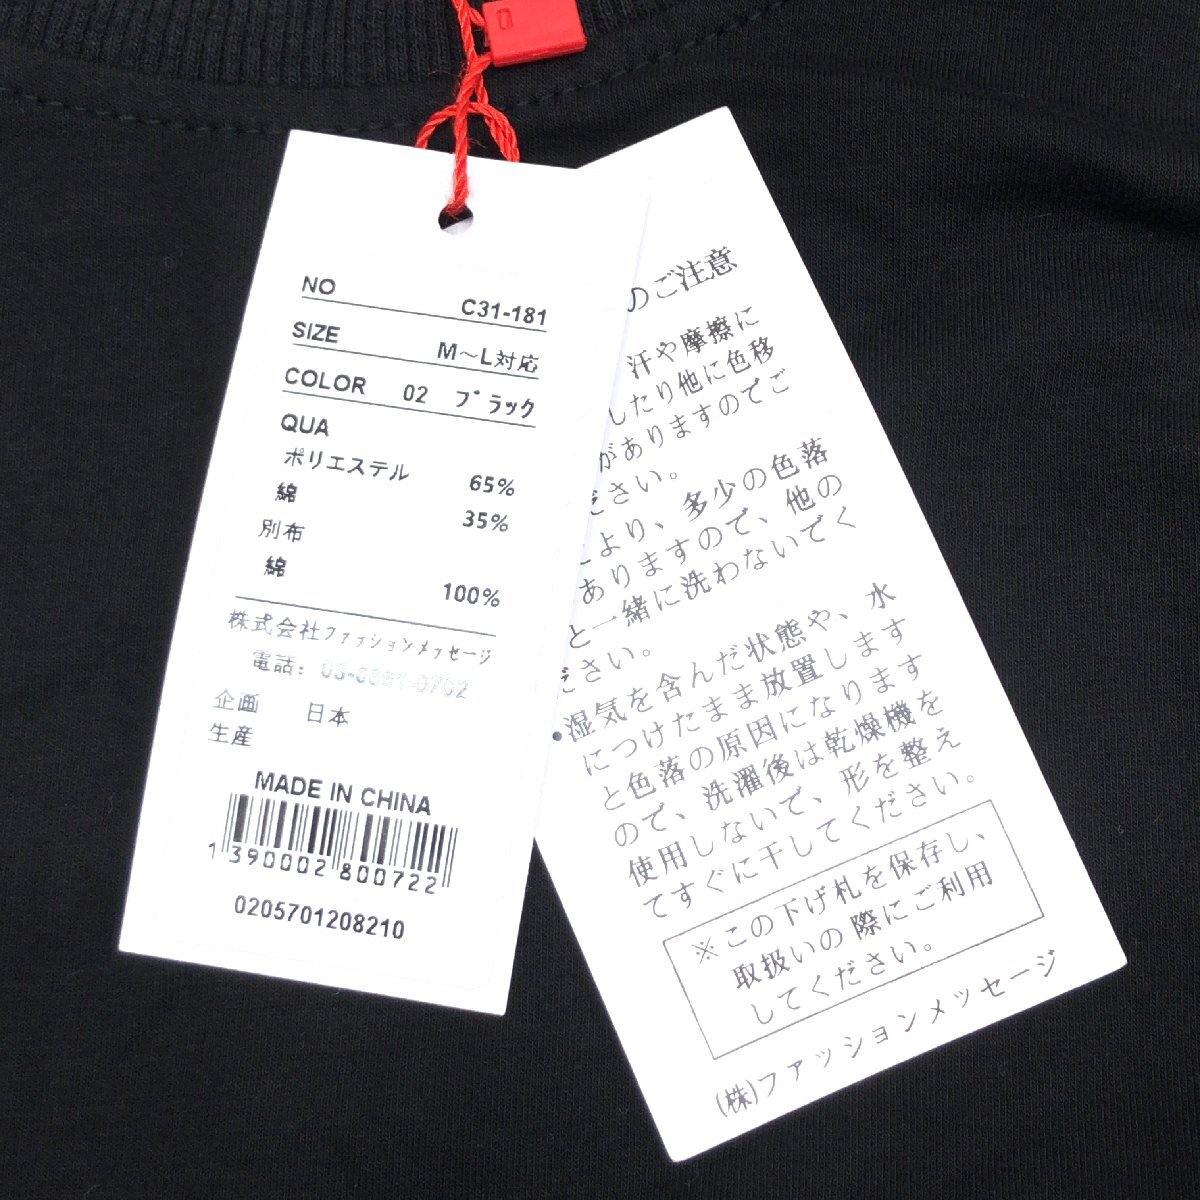 NO C31-181
SIZE M～L対応
COLOR 02 ブラック
QUA
ポリエステル 65%
綿 35%
別布
綿 100%
株式会社ファッションメッセージ
電話:
企画 日本
生産
MADE IN CHINA
1390002800722
0205701208210
のご注意
汗や摩擦に
したり他に色移
がありますのでご
ださい。
により、多少の色落
ありますので、他の
と一緒に洗わないでく
ださい。
・湿気を含んだ状態や、水
につけたまま放置します
と色落の原因になります
ので、洗濯後は乾燥機を
使用しないで、形を整え
てすぐに干してください。
※この下げ札を保存し、
取扱いの際にご利用
してください。
(株)ファッションメッセージ